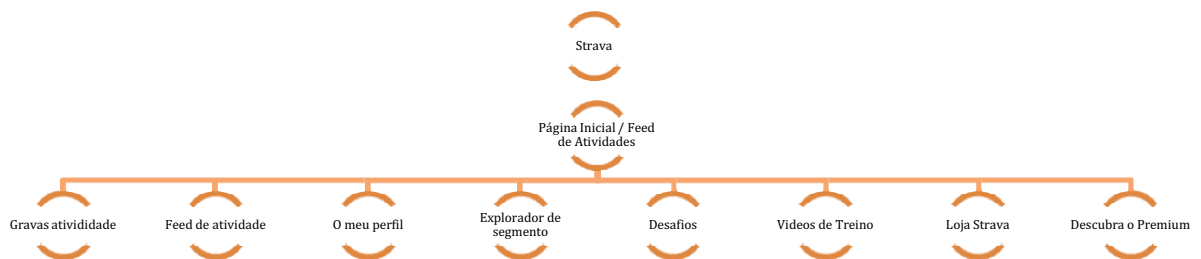 Strava
Página Inicial / Feed
de Atividades
Gravas ativididade
Feed de atividade
O meu perfil
Explorador de
segmento
Desafios
Videos de Treino
Loja Strava
Descubra o Premium